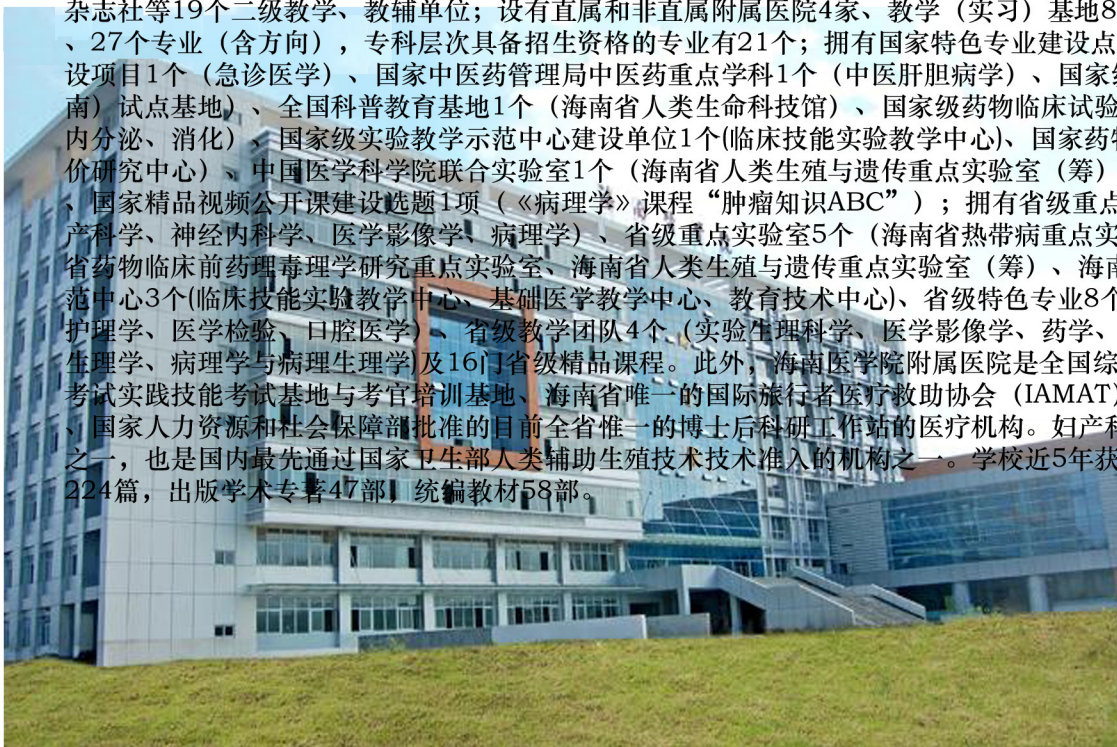 杂志社等19个二级教学、教辅单位；设有直属和非直属附属医院4家、教学（实习）基地8
、27个专业（含方向），专科层次具备招生资格的专业有21个；拥有国家特色专业建设点
设项目1个（急诊医学）、国家中医药管理局中医药重点学科1个（中医肝胆病学）、国家级
南）试点基地）、全国科普教育基地1个（海南省人类生命科技馆）、国家级药物临床试验
内分泌、消化）、国家级实验教学示范中心建设单位1个(临床技能实验教学中心)、国家药物
价研究中心）、中国医学科学院联合实验室1个（海南省人类生殖与遗传重点实验室（筹）
、国家精品视频公开课建设选题1项（《病理学》课程“肿瘤知识ABC”）；拥有省级重点
产科学、神经内科学、医学影像学、病理学）、省级重点实验室5个（海南省热带病重点实
省药物临床前药理毒理学研究重点实验室、海南省人类生殖与遗传重点实验室（筹）、海南
范中心3个(临床技能实验教学中心、基础医学教学中心、教育技术中心)、省级特色专业8个
护理学、医学检验、口腔医学）、省级教学团队4个（实验生理科学、医学影像学、药学、
生理学、病理学与病理生理学)及16门省级精品课程。此外，海南医学院附属医院是全国综
考试实践技能考试基地与考官培训基地、海南省唯一的国际旅行者医疗救助协会（IAMAT）
、国家人力资源和社会保障部批准的目前全省惟一的博士后科研工作站的医疗机构。妇产科
之一，也是国内最先通过国家卫生部人类辅助生殖技术技术准入的机构之一。学校近5年获
224篇，出版学术专著47部，统编教材58部。